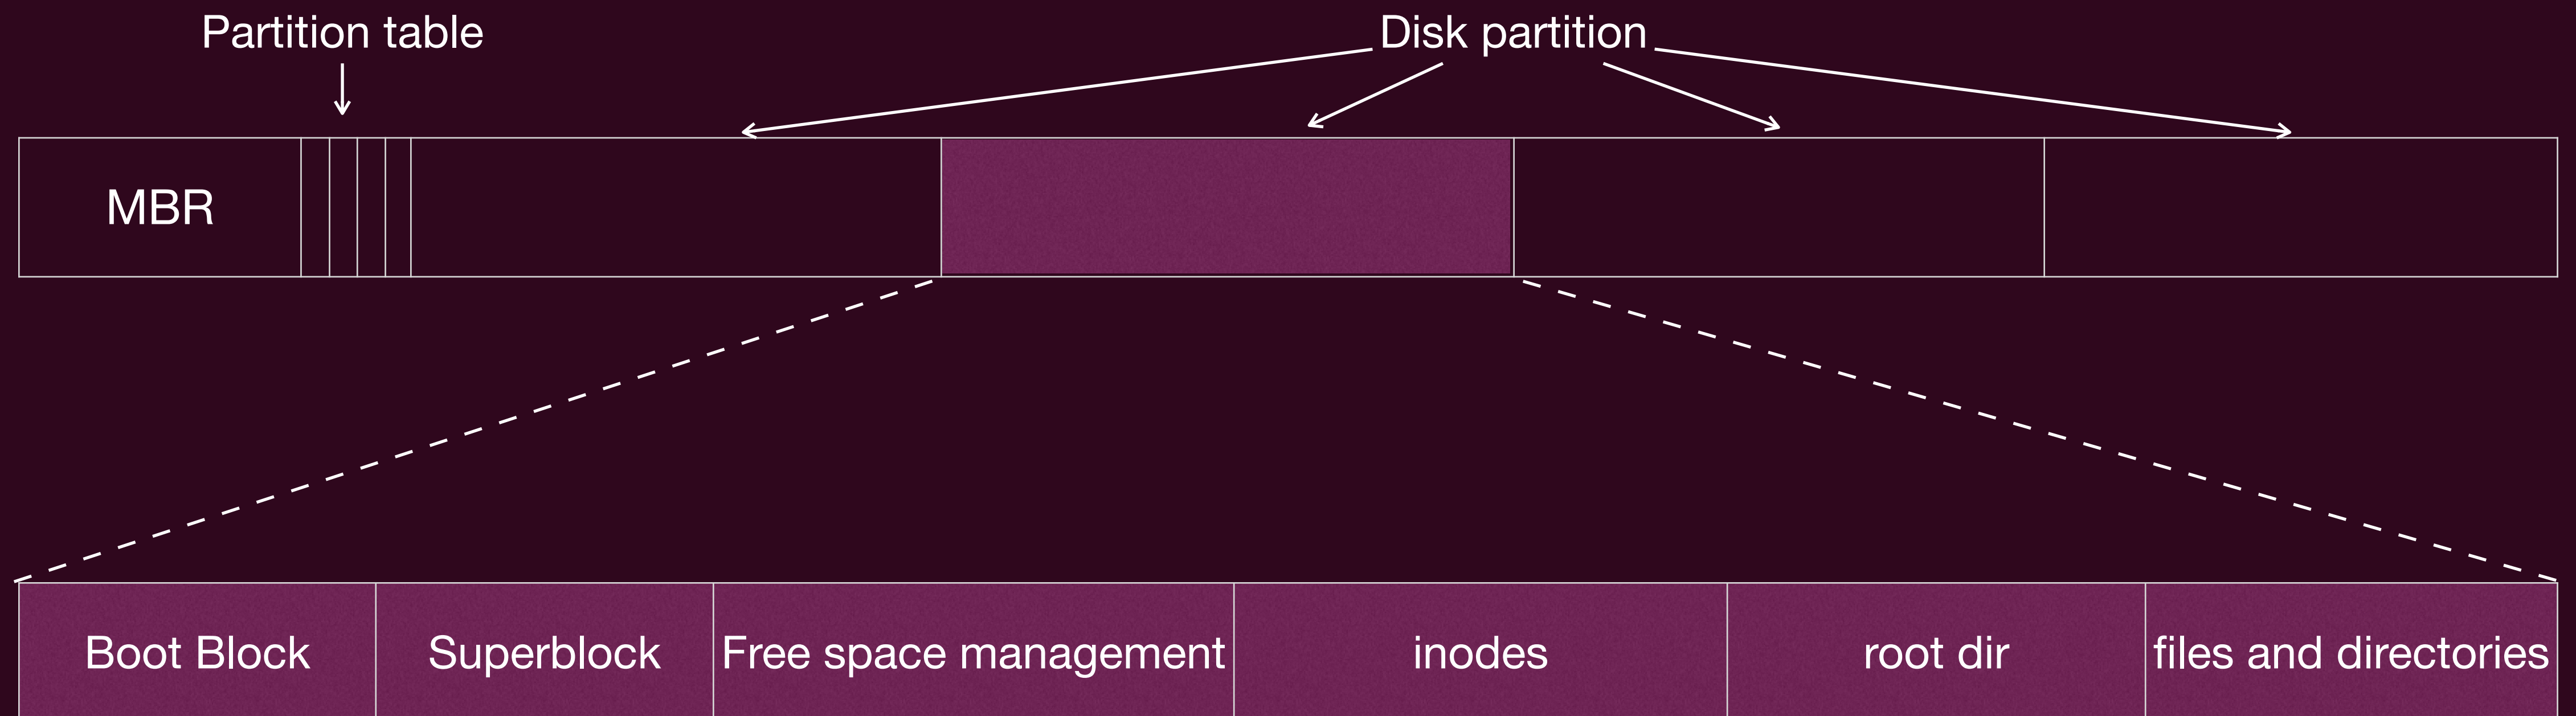 Partition table
Disk partition
MBR
Boot Block
Superblock
Free space management
inodes
root dir
files and directories